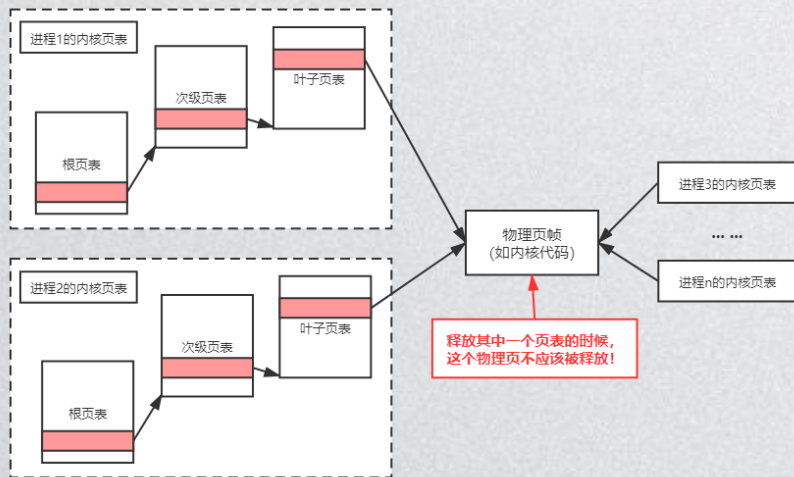 进程1的内核页表
根页表
次级页表
叶子页表
进程2的内核页表
根页表
次级页表
叶子页表
物理页帧
(如内核代码)
进程3的内核页表
... ...
进程n的内核页表
释放其中一个页表的时候，
这个物理页不应该被释放！